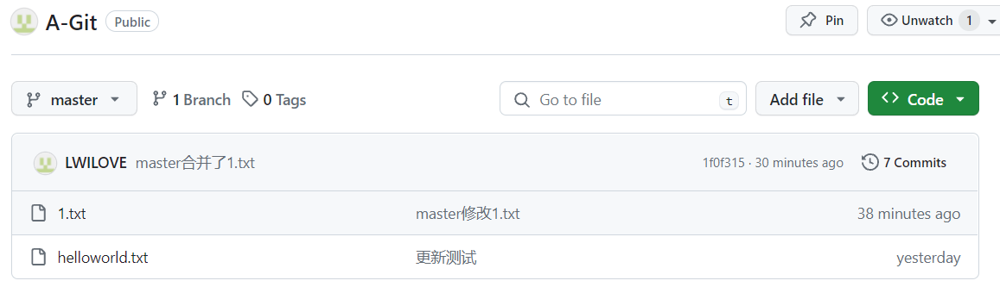 A-Git Public Pin Unwatch 1
master 1 Branch 0 Tags Go to file t Add file Code
LWILOVE master合并了1.txt 1f0f315 · 30 minutes ago 7 Commits
1.txt master修改1.txt 38 minutes ago
helloworld.txt 更新测试 yesterday